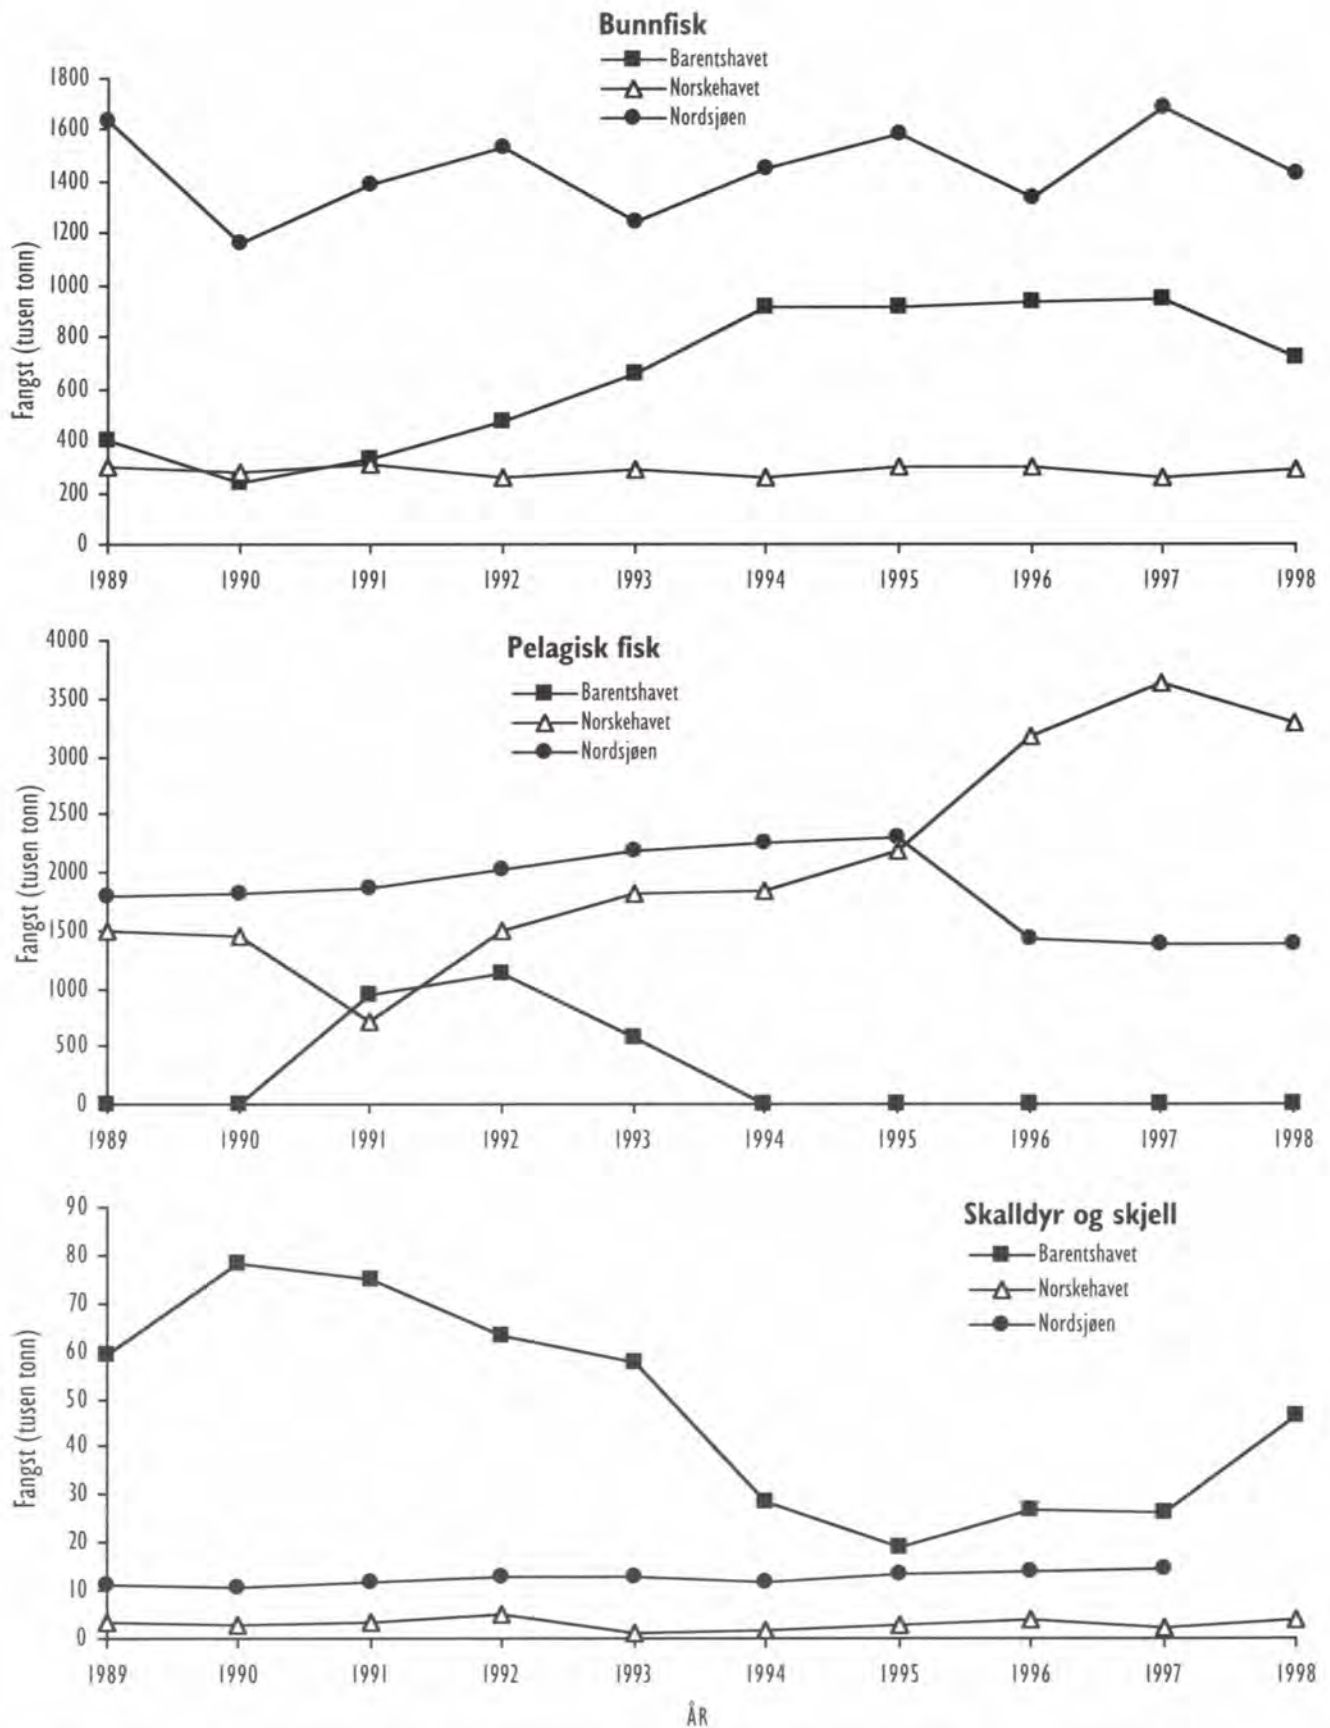 Bunnfisk
Barentshavet
Norskehavet
Nordsjøen
Fangst (tusen tonn)
1800
1600
1400
1200
1000
800
600
400
200
0
1989 1990 1991 1992 1993 1994 1995 1996 1997 1998
Pelagisk fisk
Barentshavet
Norskehavet
Nordsjøen
Fangst (tusen tonn)
4000
3500
3000
2500
2000
1500
1000
500
0
1989 1990 1991 1992 1993 1994 1995 1996 1997 1998
Skalldyr og skjell
Barentshavet
Norskehavet
Nordsjøen
Fangst (tusen tonn)
90
80
70
60
50
40
30
20
10
0
1989 1990 1991 1992 1993 1994 1995 1996 1997 1998
ÅR